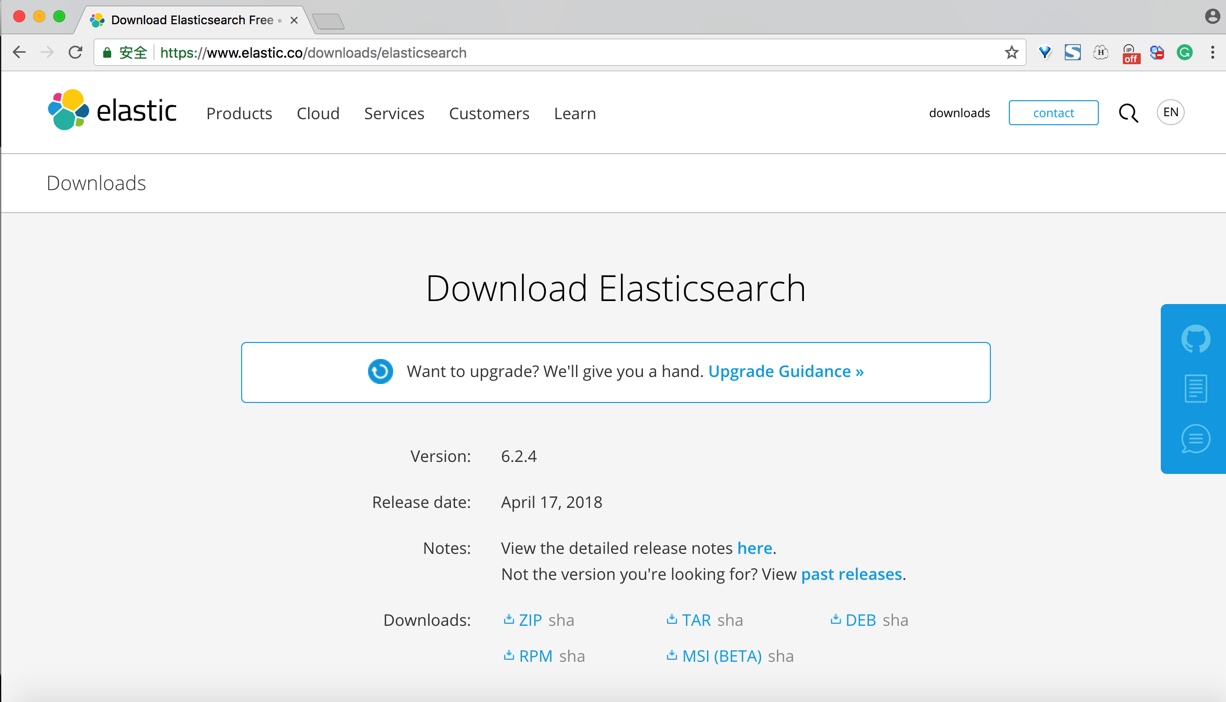 Download Elasticsearch Free
安全 https://www.elastic.co/downloads/elasticsearch
off
elastic Products Cloud Services Customers Learn downloads contact EN
Downloads
Download Elasticsearch
Want to upgrade? We'll give you a hand. Upgrade Guidance »
Version: 6.2.4
Release date: April 17, 2018
Notes: View the detailed release notes here.
Not the version you're looking for? View past releases.
Downloads: ZIP sha TAR sha DEB sha
RPM sha MSI (BETA) sha